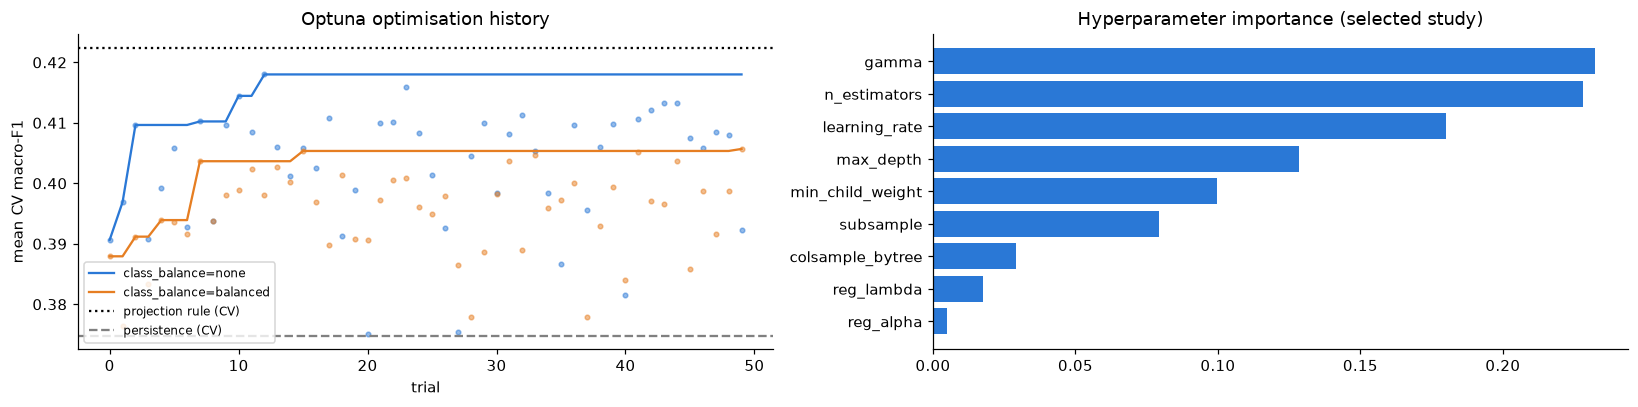 Optuna optimisation history
mean CV macro-F1
0.42
0.41
0.40
0.39
0.38
class_balance=none
class_balance=balanced
projection rule (CV)
persistence (CV)
0 10 20 30 40 50
trial
Hyperparameter importance (selected study)
gamma
n_estimators
learning_rate
max_depth
min_child_weight
subsample
colsample_bytree
reg_lambda
reg_alpha
0.00 0.05 0.10 0.15 0.20